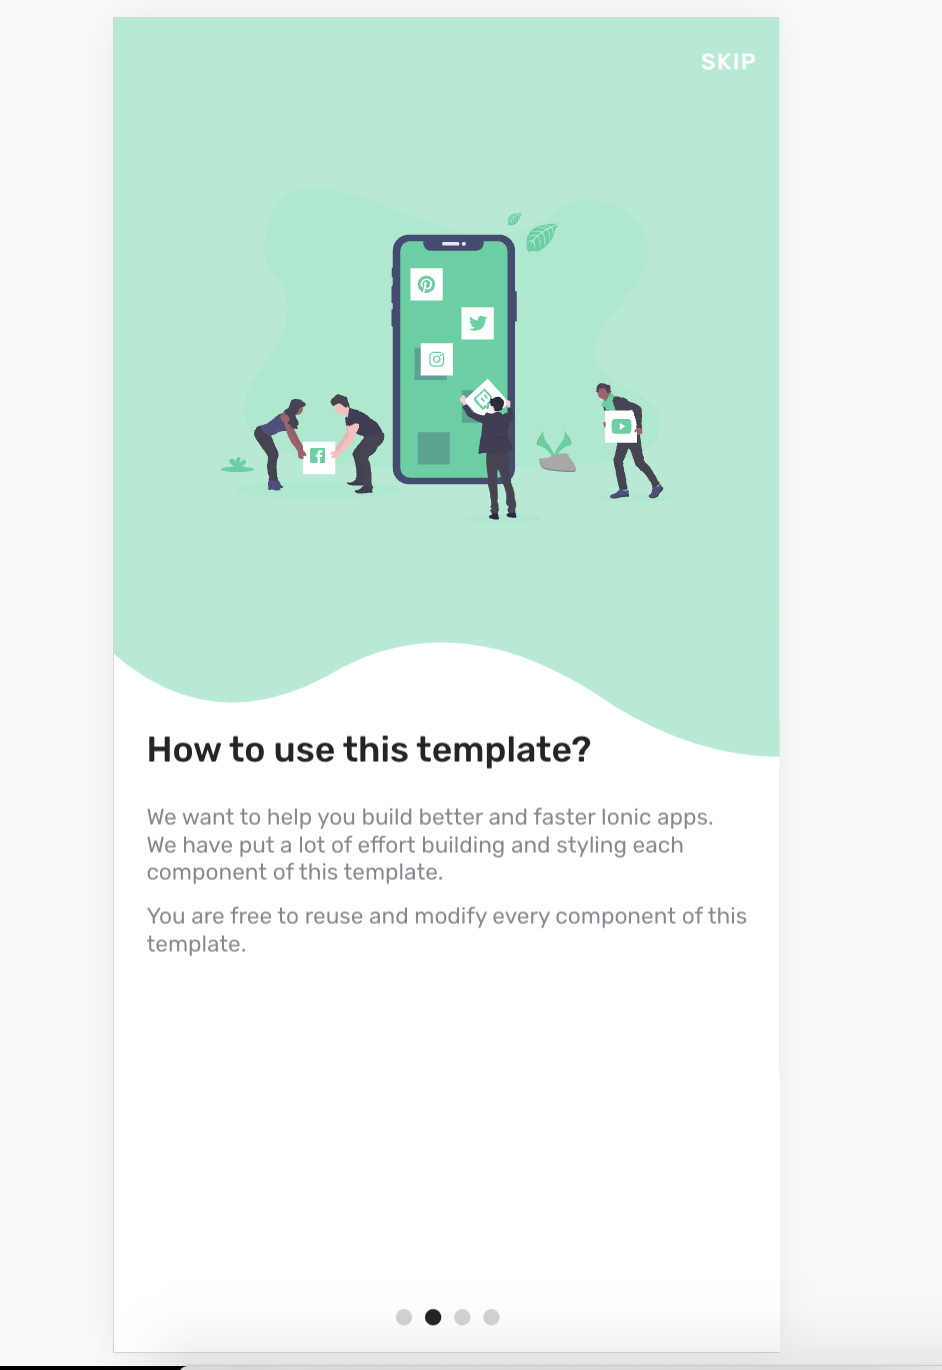 SKIP
How to use this template?
We want to help you build better and faster Ionic apps.
We have put a lot of effort building and styling each
component of this template.
You are free to reuse and modify every component of this
template.